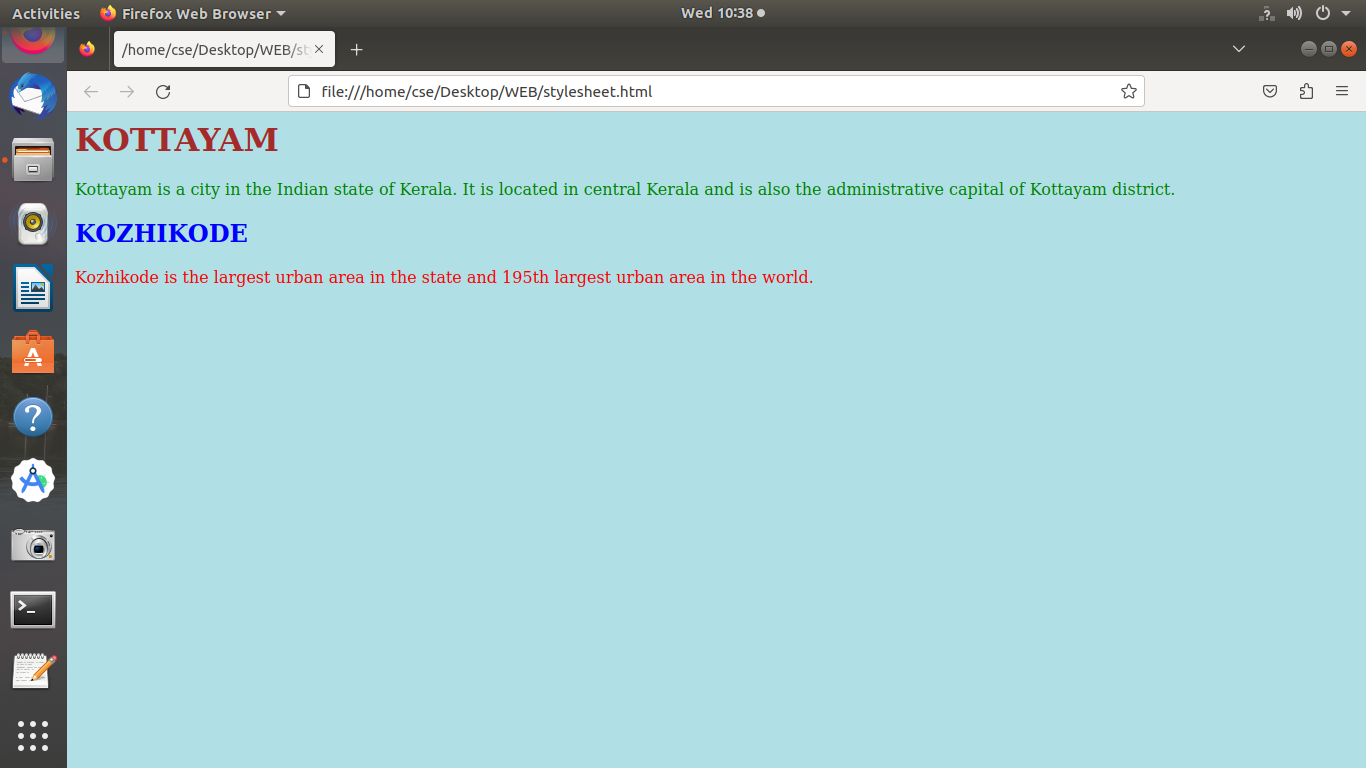 Activities Firefox Web Browser Wed 10:38
/home/cse/Desktop/WEB/st
file:///home/cse/Desktop/WEB/stylesheet.html
KOTTAYAM
Kottayam is a city in the Indian state of Kerala. It is located in central Kerala and is also the administrative capital of Kottayam district.
KOZHIKODE
Kozhikode is the largest urban area in the state and 195th largest urban area in the world.